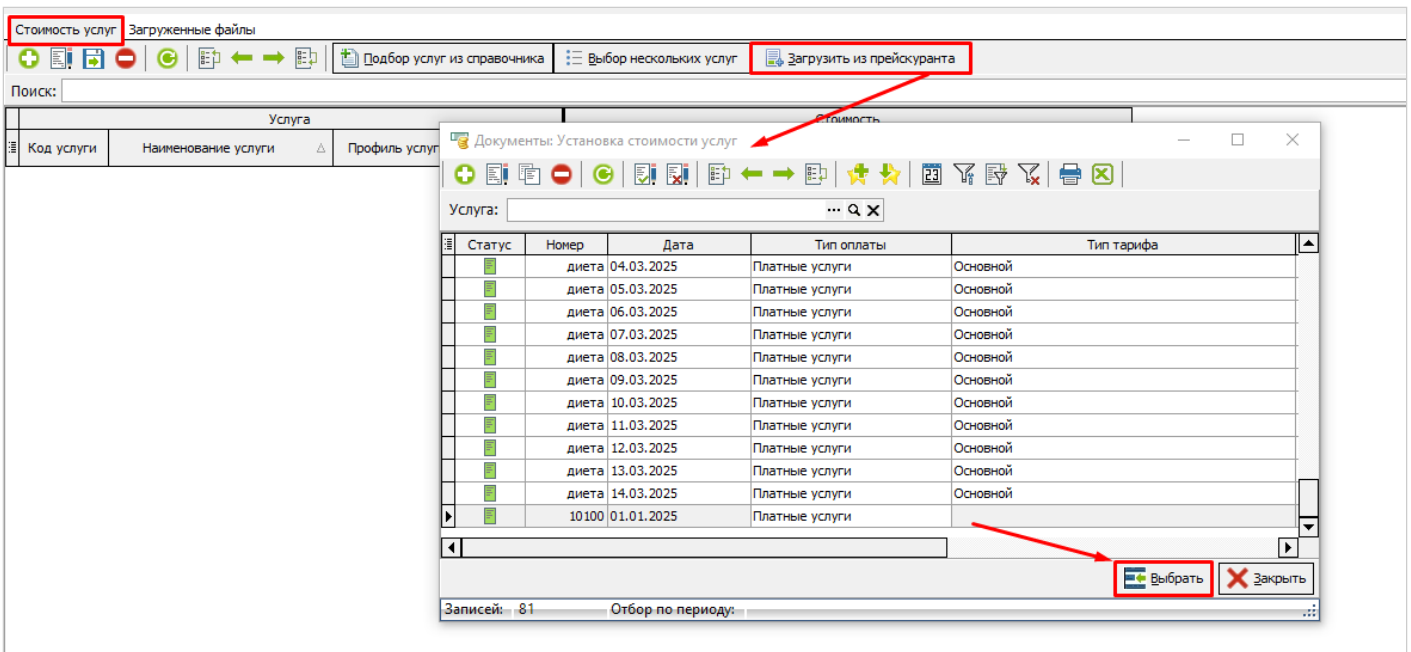 Стоимость услуг Загруженные файлы
Подбор услуг из справочника Выбор нескольких услуг Загрузить из прейскуранта
Поиск:
Услуга Стоимость
Код услуги Наименование услуги Профиль услуг
Документы: Установка стоимости услуг
23
Услуга:
Статус Номер Дата Тип оплаты Тип тарифа
диета 04.03.2025 Платные услуги Основной
диета 05.03.2025 Платные услуги Основной
диета 06.03.2025 Платные услуги Основной
диета 07.03.2025 Платные услуги Основной
диета 08.03.2025 Платные услуги Основной
диета 09.03.2025 Платные услуги Основной
диета 10.03.2025 Платные услуги Основной
диета 11.03.2025 Платные услуги Основной
диета 12.03.2025 Платные услуги Основной
диета 13.03.2025 Платные услуги Основной
диета 14.03.2025 Платные услуги Основной
10100 01.01.2025 Платные услуги
Выбрать Закрыть
Записей: 81 Отбор по периоду: